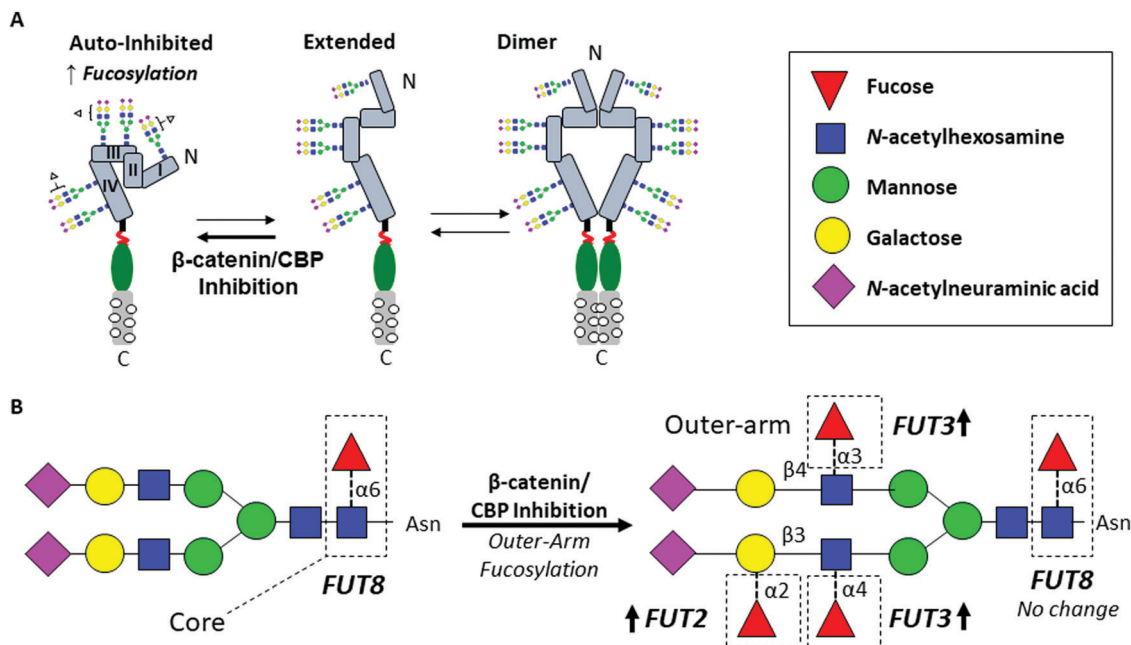 A
Auto-Inhibited
↑ Fucosylation
Extended
Dimer
N
N
N
III
II
I
IV
β-catenin/CBP
Inhibition
C
C
C
Fucose
N-acetylhexosamine
Mannose
Galactose
N-acetylneuraminic acid
B
α6
Asn
FUT8
Core
β-catenin/
CBP Inhibition
Outer-Arm
Fucosylation
Outer-arm
FUT3↑
α3
β4
α6
Asn
β3
α2
α4
↑FUT2
FUT3↑
FUT8
No change